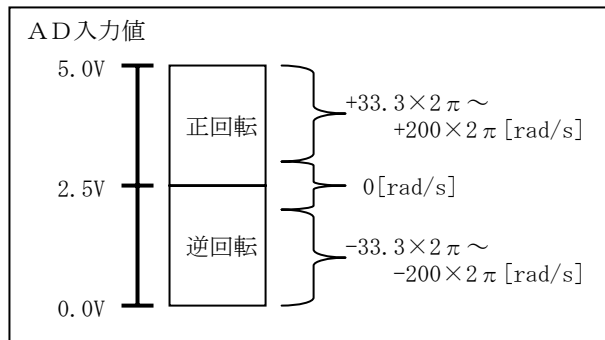 AD入力値
5.0V
正回転
+33.3×2π～
+200×2π[rad/s]
2.5V
0[rad/s]
逆回転
-33.3×2π～
-200×2π[rad/s]
0.0V